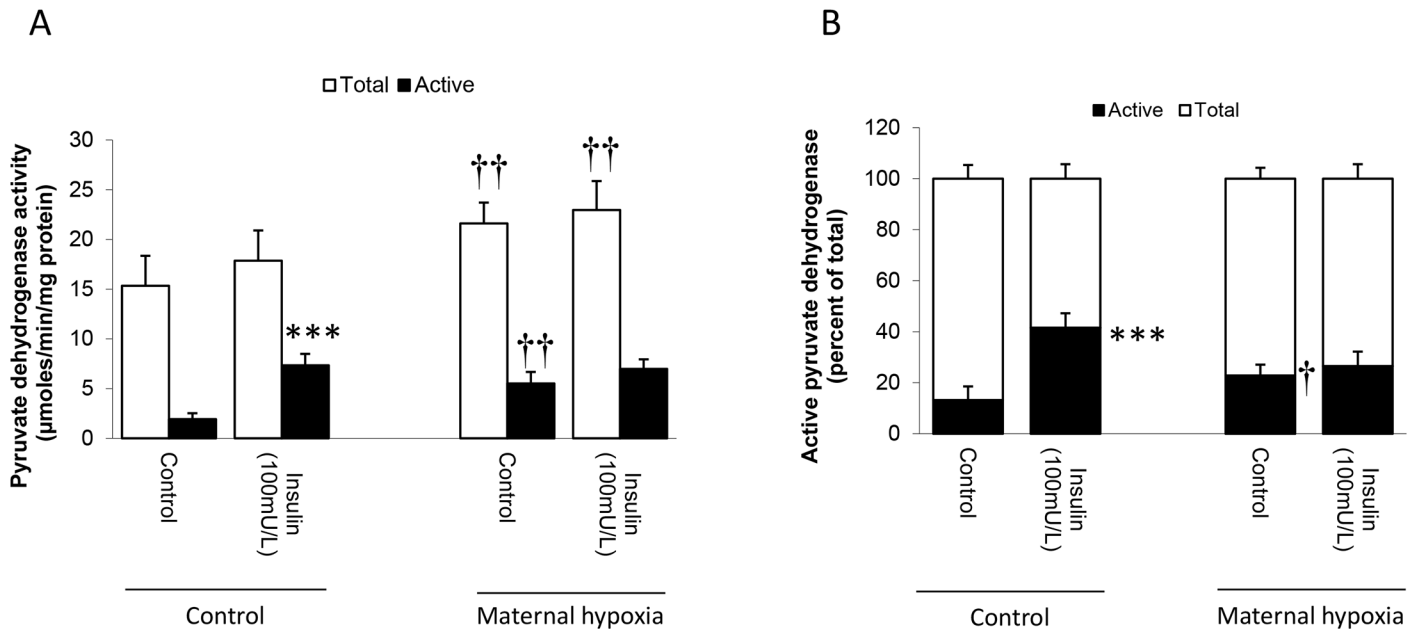 A
Total Active
Pyruvate dehydrogenase activity
(μmoles/min/mg protein)
30
25
20
15
10
5
0
††
††
***
††
Control
Insulin
(100mU/L)
Control
Insulin
(100mU/L)
Control
Maternal hypoxia
B
Active Total
Active pyruvate dehydrogenase
(percent of total)
120
100
80
60
40
20
0
***
†
Control
Insulin
(100mU/L)
Control
Insulin
(100mU/L)
Control
Maternal hypoxia